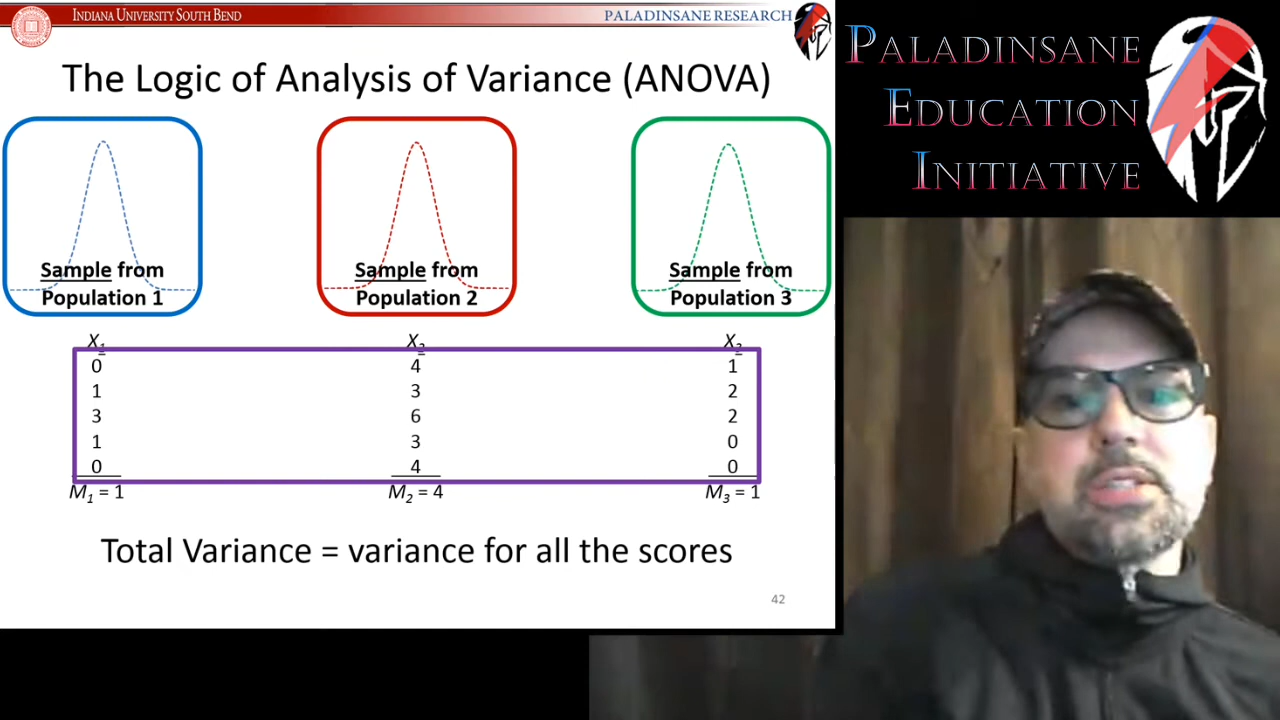 INDIANA UNIVERSITY SOUTH BEND
PALADINSANE RESEARCH
PALADINSANE
EDUCATION
INITIATIVE
The Logic of Analysis of Variance (ANOVA)
Sample from
Population 1
Sample from
Population 2
Sample from
Population 3
X1 X2 X3
0 4 1
1 3 2
3 6 2
1 3 0
0 4 0
M1 = 1 M2 = 4 M3 = 1
Total Variance = variance for all the scores
42